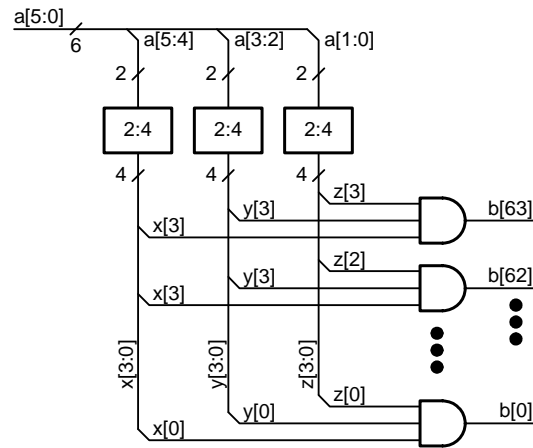 a[5:0]
6
a[5:4]
a[3:2]
a[1:0]
2
2
2
2:4
2:4
2:4
4
4
4
z[3]
y[3]
x[3]
b[63]
z[2]
y[3]
x[3]
b[62]
x[3:0]
y[3:0]
z[3:0]
z[0]
y[0]
x[0]
b[0]